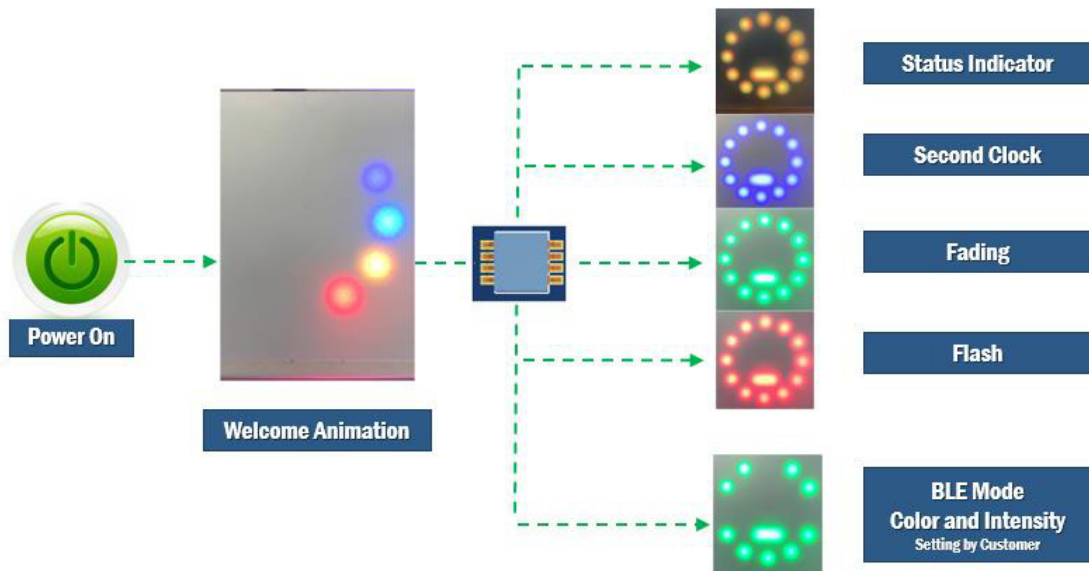 Power On
Welcome Animation
Status Indicator
Second Clock
Fading
Flash
BLE Mode
Color and Intensity
Setting by Customer